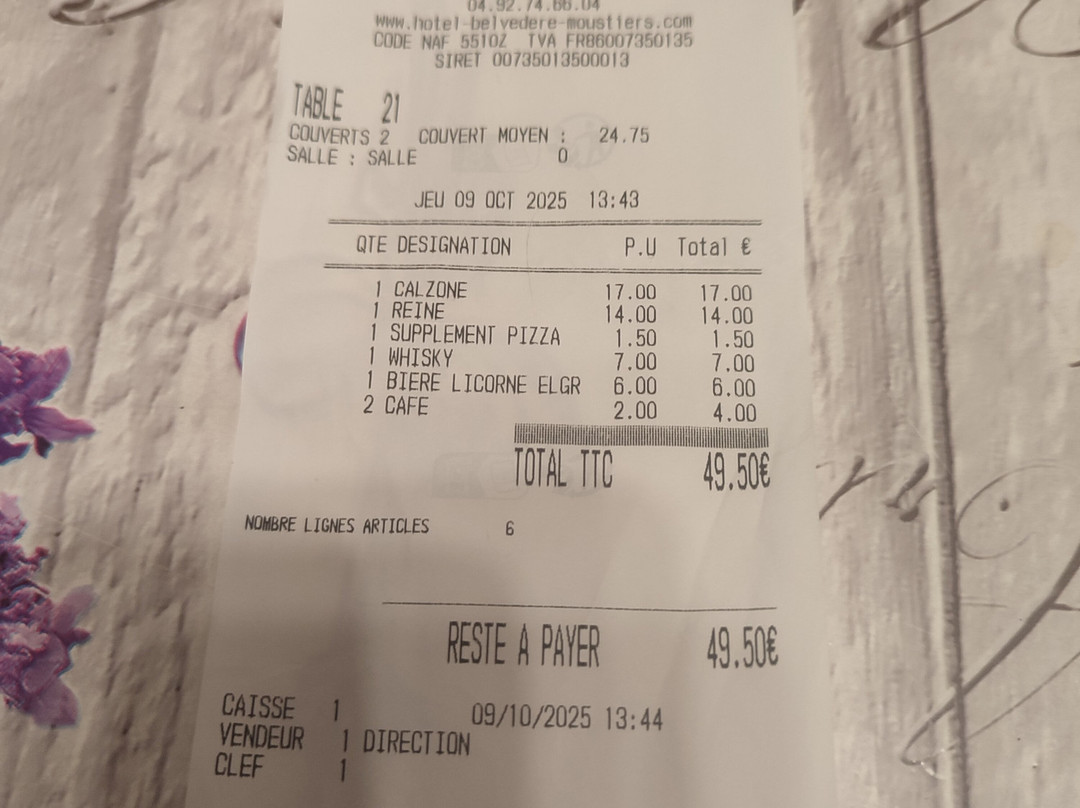 04.92.74.66.04
www.hotel-belvedere-moustiers.com
CODE NAF 5510Z TVA FR86007350135
SIRET 00735013500013
TABLE 21
COUVERTS 2 COUVERT MOYEN : 24.75
SALLE : SALLE 0
JEU 09 OCT 2025 13:43
QTE DESIGNATION P.U Total €
1 CALZONE 17.00 17.00
1 REINE 14.00 14.00
1 SUPPLEMENT PIZZA 1.50 1.50
1 WHISKY 7.00 7.00
1 BIERE LICORNE ELGR 6.00 6.00
2 CAFE 2.00 4.00
TOTAL TTC 49.50€
NOMBRE LIGNES ARTICLES 6
RESTE A PAYER 49.50€
CAISSE 1 09/10/2025 13:44
VENDEUR 1 DIRECTION
CLEF 1